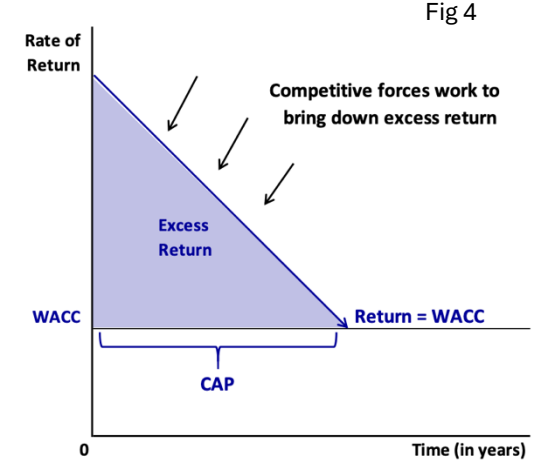 Fig 4
Rate of
Return
Competitive forces work to
bring down excess return
Excess
Return
WACC
Return = WACC
CAP
0
Time (in years)